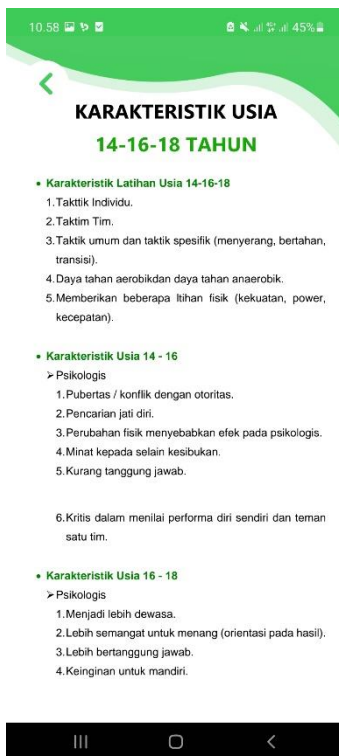 10.58
45%
KARAKTERISTIK USIA
14-16-18 TAHUN
• Karakteristik Latihan Usia 14-16-18
1. Takttik Individu.
2. Taktim Tim.
3. Taktik umum dan taktik spesifik (menyerang, bertahan,
transisi).
4. Daya tahan aerobikdan daya tahan anaerobik.
5. Memberikan beberapa ltihan fisik (kekuatan, power,
kecepatan).
• Karakteristik Usia 14 - 16
➢ Psikologis
1. Pubertas / konflik dengan otoritas.
2. Pencarian jati diri.
3. Perubahan fisik menyebabkan efek pada psikologis.
4. Minat kepada selain kesibukan.
5. Kurang tanggung jawab.
6. Kritis dalam menilai performa diri sendiri dan teman
satu tim.
• Karakteristik Usia 16 - 18
➢ Psikologis
1. Menjadi lebih dewasa.
2. Lebih semangat untuk menang (orientasi pada hasil).
3. Lebih bertanggung jawab.
4. Keinginan untuk mandiri.